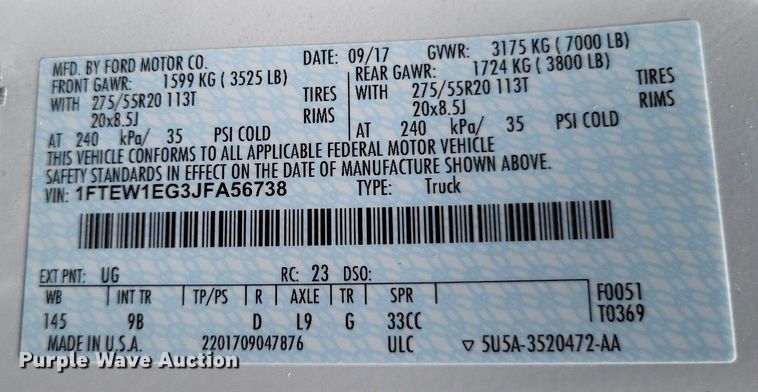 MFD. BY FORD MOTOR CO. DATE: 09/17 GVWR: 3175 KG ( 7000 LB)
FRONT GAWR: 1599 KG ( 3525 LB) REAR GAWR: 1724 KG ( 3800 LB)
WITH 275/55R20 113T TIRES WITH 275/55R20 113T TIRES
20x8.5J RIMS 20x8.5J RIMS
AT 240 kPa/ 35 PSI COLD AT 240 kPa/ 35 PSI COLD
THIS VEHICLE CONFORMS TO ALL APPLICABLE FEDERAL MOTOR VEHICLE
SAFETY STANDARDS IN EFFECT ON THE DATE OF MANUFACTURE SHOWN ABOVE.
VIN: 1FTEW1EG3JFA56738 TYPE: Truck
EXT PNT: UG RC: 23 DSO:
WB INT TR TP/PS R AXLE TR SPR F0051
145 9B D L9 G 33CC T0369
MADE IN U.S.A. 2201709047876 ULC ▽ 5U5A-3520472-AA
Purple Wave Auction